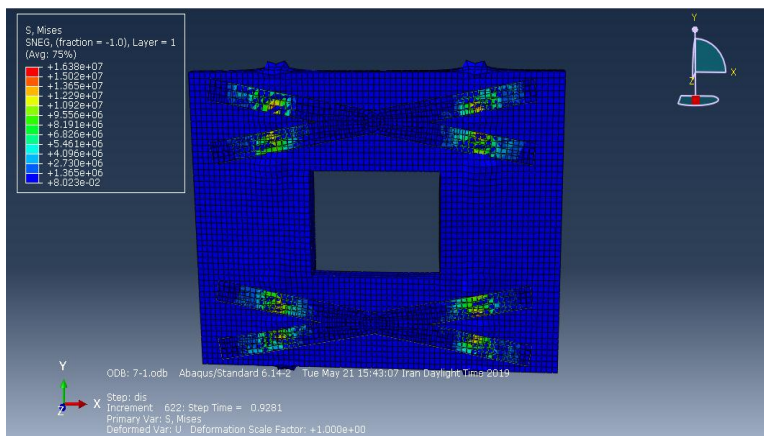 S, Mises
SNEG, (fraction = -1.0), Layer = 1
(Avg: 75%)
+1.638e+07
+1.502e+07
+1.365e+07
+1.229e+07
+1.092e+07
+9.556e+06
+8.191e+06
+6.826e+06
+5.461e+06
+4.096e+06
+2.730e+06
+1.365e+06
+8.023e-02
Y
X
Z
Y
X
Z
ODB: 7-1.odb Abaqus/Standard 6.14-2 Tue May 21 15:43:07 Iran Daylight Time 2019
Step: dis
Increment 622: Step Time = 0.9281
Primary Var: S, Mises
Deformed Var: U Deformation Scale Factor: +1.000e+00